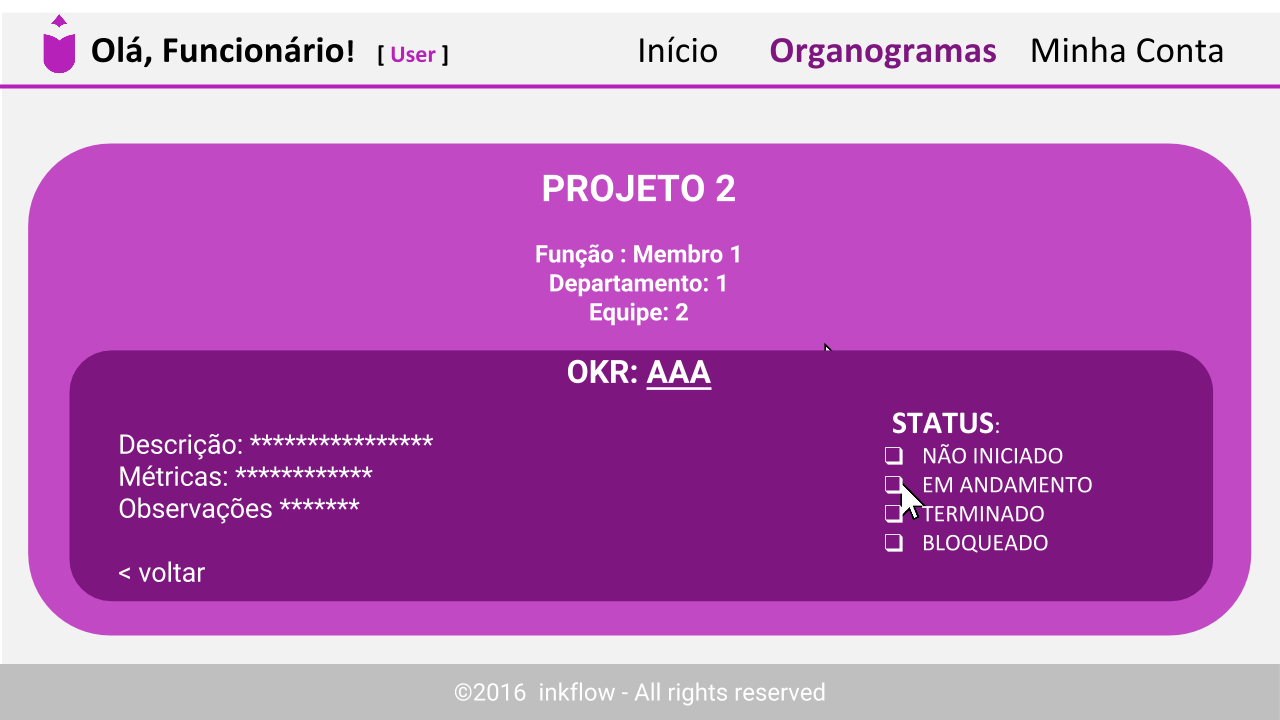 Olá, Funcionário! [ User ] Início Organogramas Minha Conta
PROJETO 2
Função : Membro 1
Departamento: 1
Equipe: 2
OKR: AAA
Descrição: ****************
Métricas: ************
Observações *******
< voltar
STATUS:
❏ NÃO INICIADO
❏ EM ANDAMENTO
❏ TERMINADO
❏ BLOQUEADO
©2016 inkflow - All rights reserved